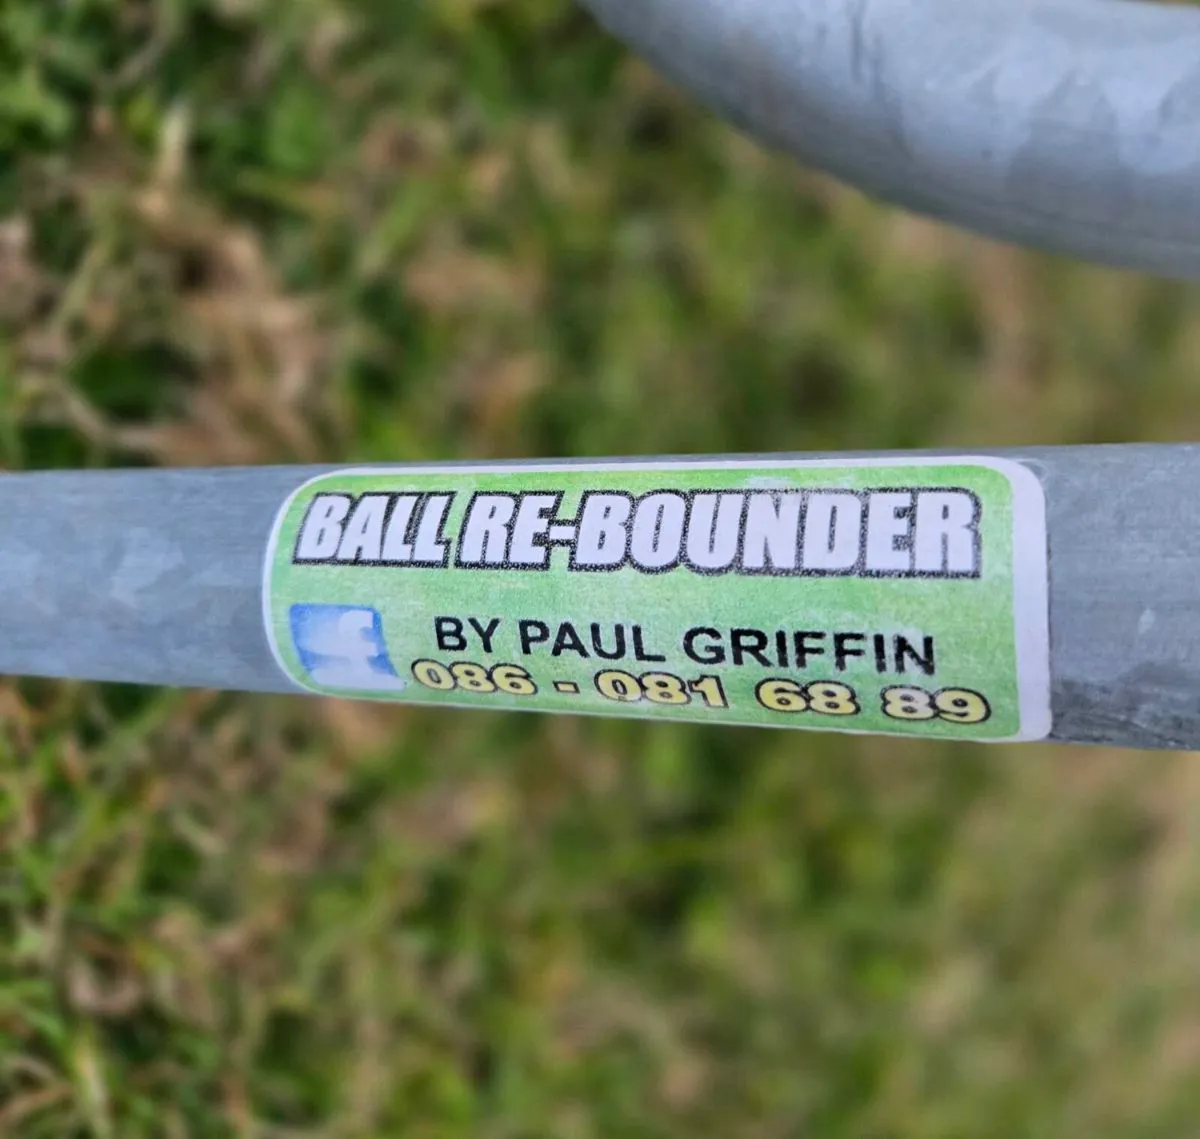 BALL RE-BOUNDER
BY PAUL GRIFFIN
086 - 081 68 89